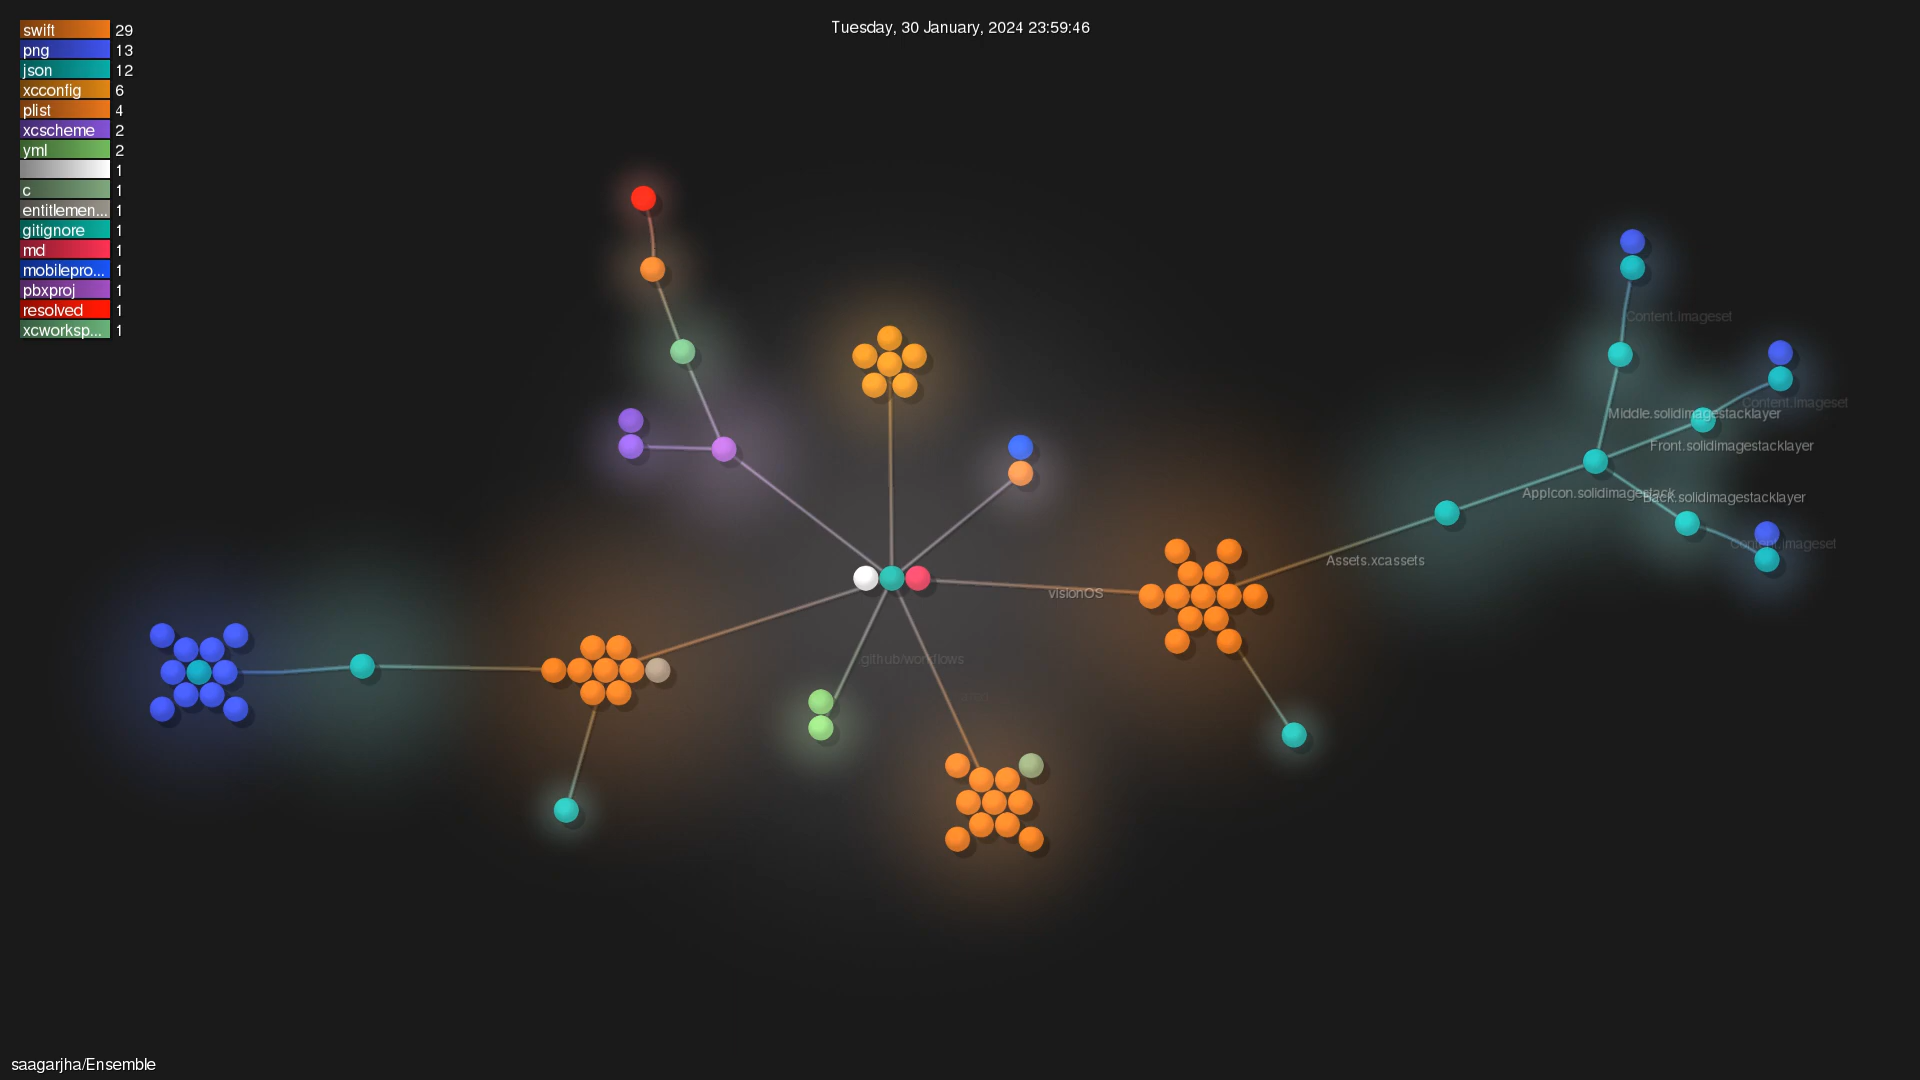 Tuesday, 30 January, 2024 23:59:46
swift 29
png 13
json 12
xcconfig 6
plist 4
xcscheme 2
yml 2
1
c 1
entitlemen... 1
gitignore 1
md 1
mobilepro... 1
pbxproj 1
resolved 1
xcworksp... 1
Content.imageset
Content.imageset
Middle.solidimagestacklayer
Front.solidimagestacklayer
AppIcon.solidimagestack
Back.solidimagestacklayer
Content.imageset
Assets.xcassets
visionOS
.github/workflows
saagarjha/Ensemble